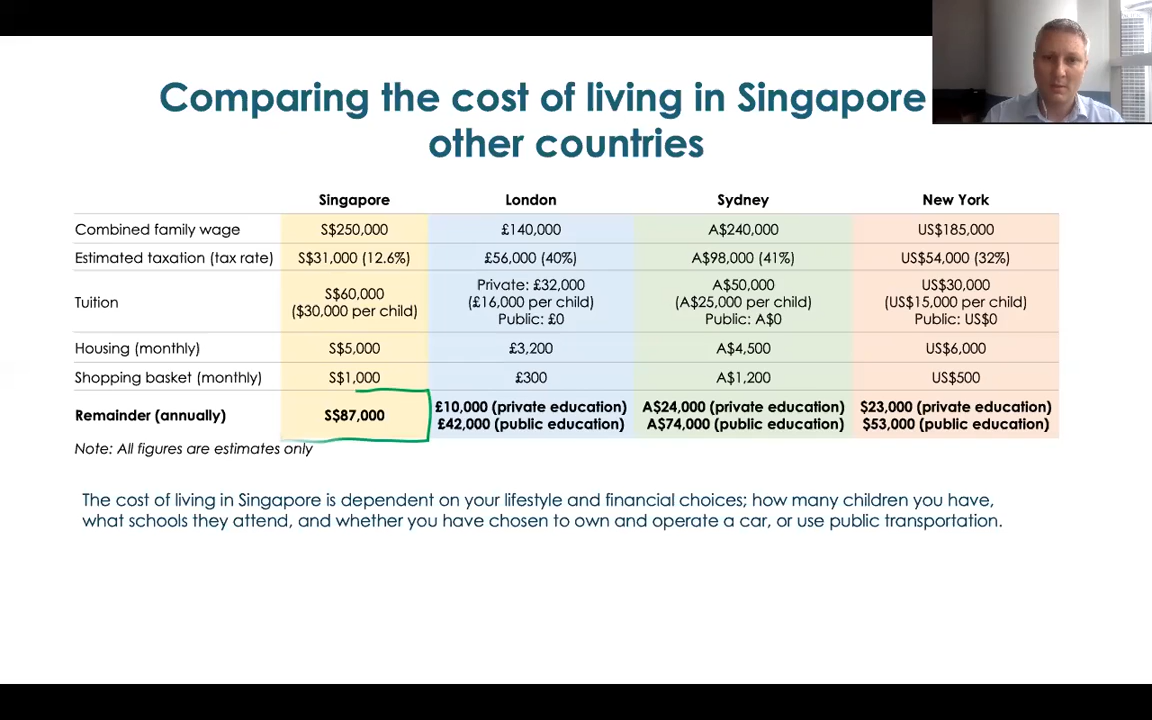 Comparing the cost of living in Singapore
other countries
Singapore London Sydney New York
Combined family wage S$250,000 £140,000 A$240,000 US$185,000
Estimated taxation (tax rate) S$31,000 (12.6%) £56,000 (40%) A$98,000 (41%) US$54,000 (32%)
Tuition
S$60,000
($30,000 per child)
Private: £32,000
(£16,000 per child)
Public: £0
A$50,000
(A$25,000 per child)
Public: A$0
US$30,000
(US$15,000 per child)
Public: US$0
Housing (monthly) S$5,000 £3,200 A$4,500 US$6,000
Shopping basket (monthly) S$1,000 £300 A$1,200 US$500
Remainder (annually) S$87,000
£10,000 (private education)
£42,000 (public education)
A$24,000 (private education)
A$74,000 (public education)
$23,000 (private education)
$53,000 (public education)
Note: All figures are estimates only
The cost of living in Singapore is dependent on your lifestyle and financial choices; how many children you have,
what schools they attend, and whether you have chosen to own and operate a car, or use public transportation.